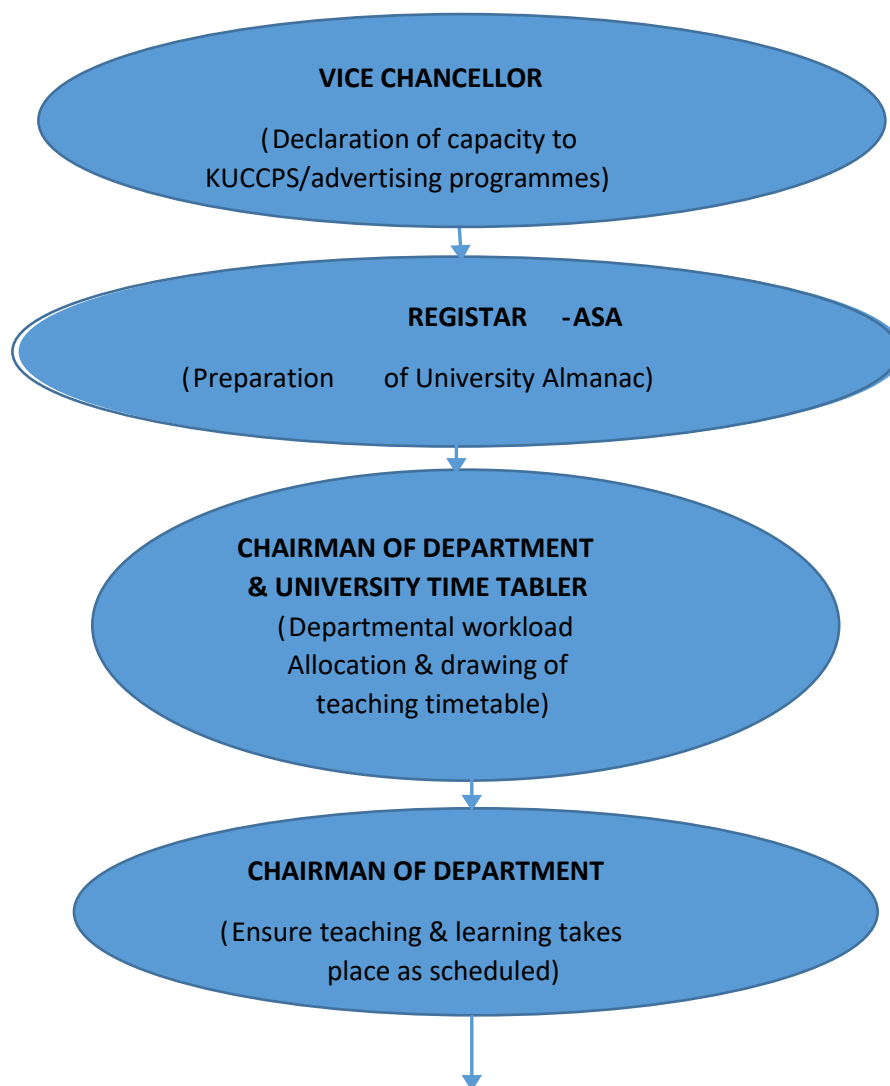 VICE CHANCELLOR
(Declaration of capacity to
KUCCPS/advertising programmes)
REGISTAR -ASA
(Preparation of University Almanac)
CHAIRMAN OF DEPARTMENT
& UNIVERSITY TIME TABLER
(Departmental workload
Allocation & drawing of
teaching timetable)
CHAIRMAN OF DEPARTMENT
(Ensure teaching & learning takes
place as scheduled)